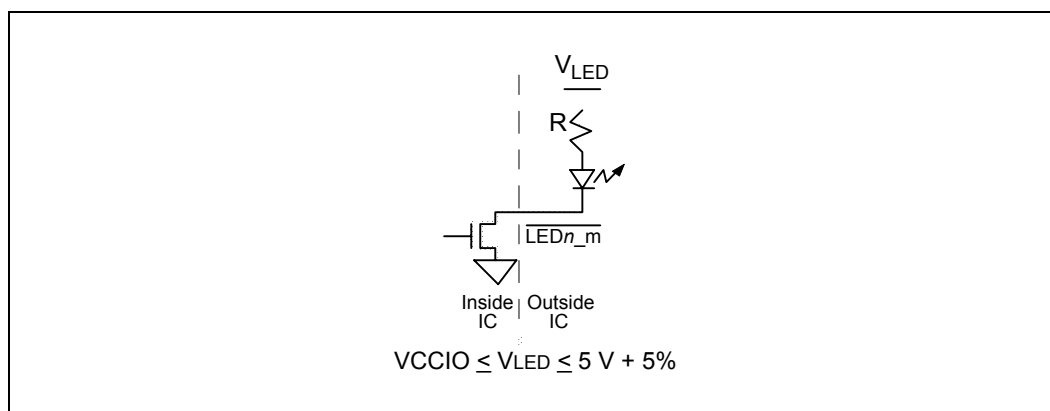 VLED
R
LEDn_m
Inside Outside
IC IC
VCCIO ≤ VLED ≤ 5 V + 5%